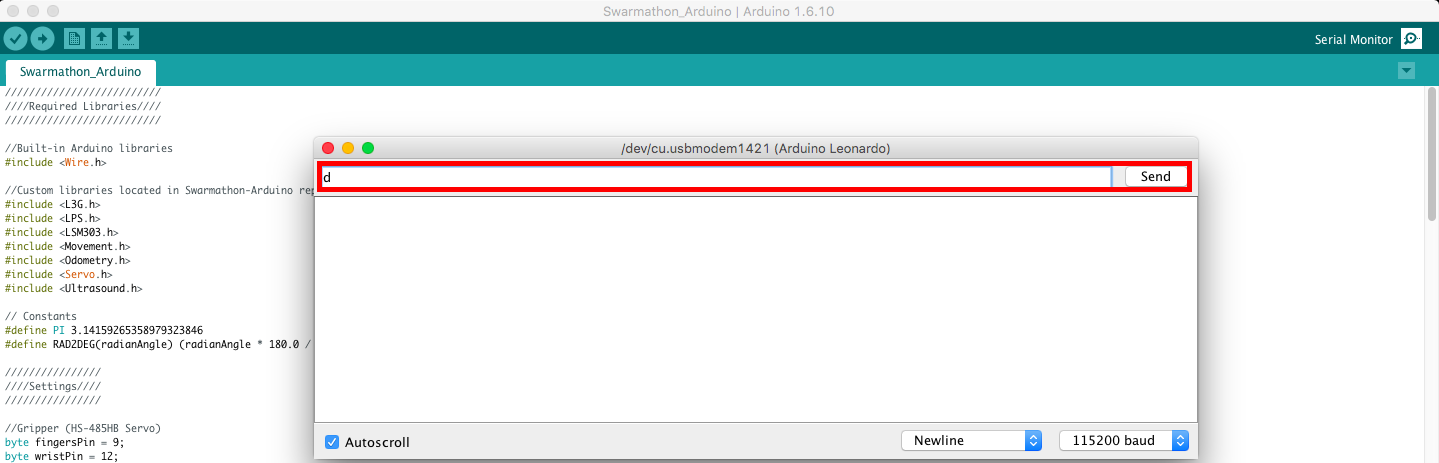 Swarmathon_Arduino | Arduino 1.6.10
Serial Monitor
Swarmathon_Arduino
//////////////////////////
////Required Libraries////
//////////////////////////
//Built-in Arduino libraries
#include <Wire.h>
//Custom libraries located in Swarmathon-Arduino rep
#include <L3G.h>
#include <LPS.h>
#include <LSM303.h>
#include <Movement.h>
#include <Odometry.h>
#include <Servo.h>
#include <Ultrasound.h>
// Constants
#define PI 3.14159265358979323846
#define RAD2DEG(radianAngle) (radianAngle * 180.0 /
////////////////
////Settings////
////////////////
//Gripper (HS-485HB Servo)
byte fingersPin = 9;
byte wristPin = 12;
/dev/cu.usbmodem1421 (Arduino Leonardo)
d
Send
Autoscroll
Newline
115200 baud